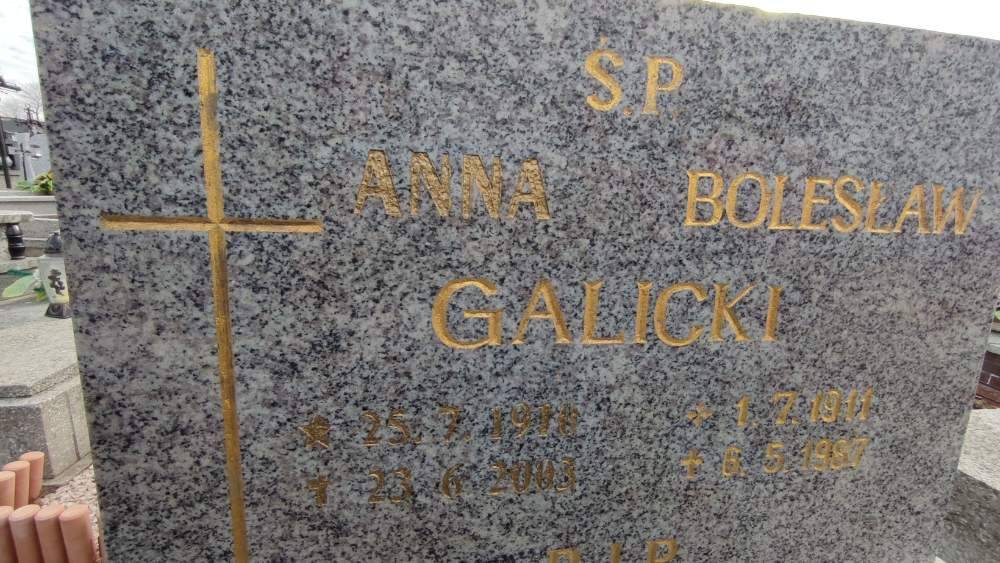 Ś.P.
ANNA BOLESŁAW
GALICKI
25.7.1918 1.7.1911
23 6 2003 6.5.1987
R.I.P.